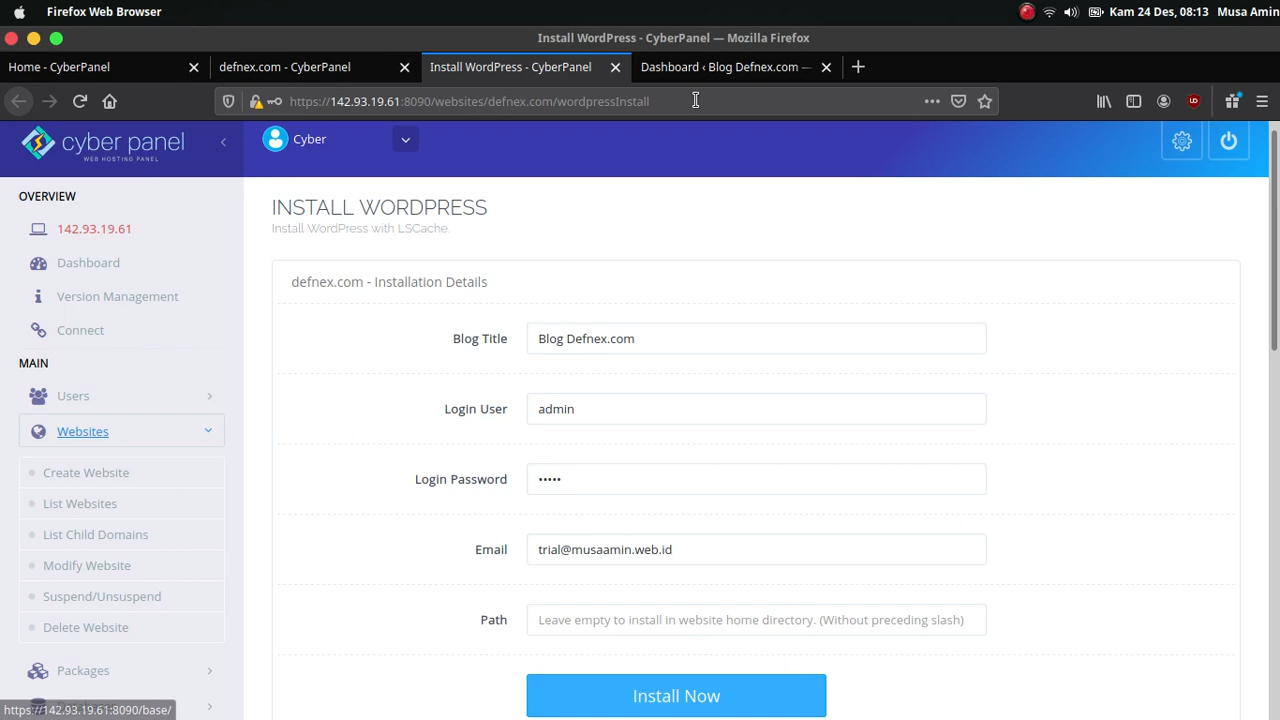 Firefox Web Browser
Kam 24 Des, 08:13 Musa Amin
Install WordPress - CyberPanel — Mozilla Firefox
Home - CyberPanel
defnex.com - CyberPanel
Install WordPress - CyberPanel
Dashboard ‹ Blog Defnex.com —
https://142.93.19.61:8090/websites/defnex.com/wordpressInstall
cyber panel
WEB HOSTING PANEL
Cyber
OVERVIEW
142.93.19.61
Dashboard
Version Management
Connect
MAIN
Users
Websites
Create Website
List Websites
List Child Domains
Modify Website
Suspend/Unsuspend
Delete Website
Packages
https://142.93.19.61:8090/base/
INSTALL WORDPRESS
Install WordPress with LSCache.
defnex.com - Installation Details
Blog Title Blog Defnex.com
Login User admin
Login Password •••••
Email trial@musaamin.web.id
Path Leave empty to install in website home directory. (Without preceding slash)
Install Now